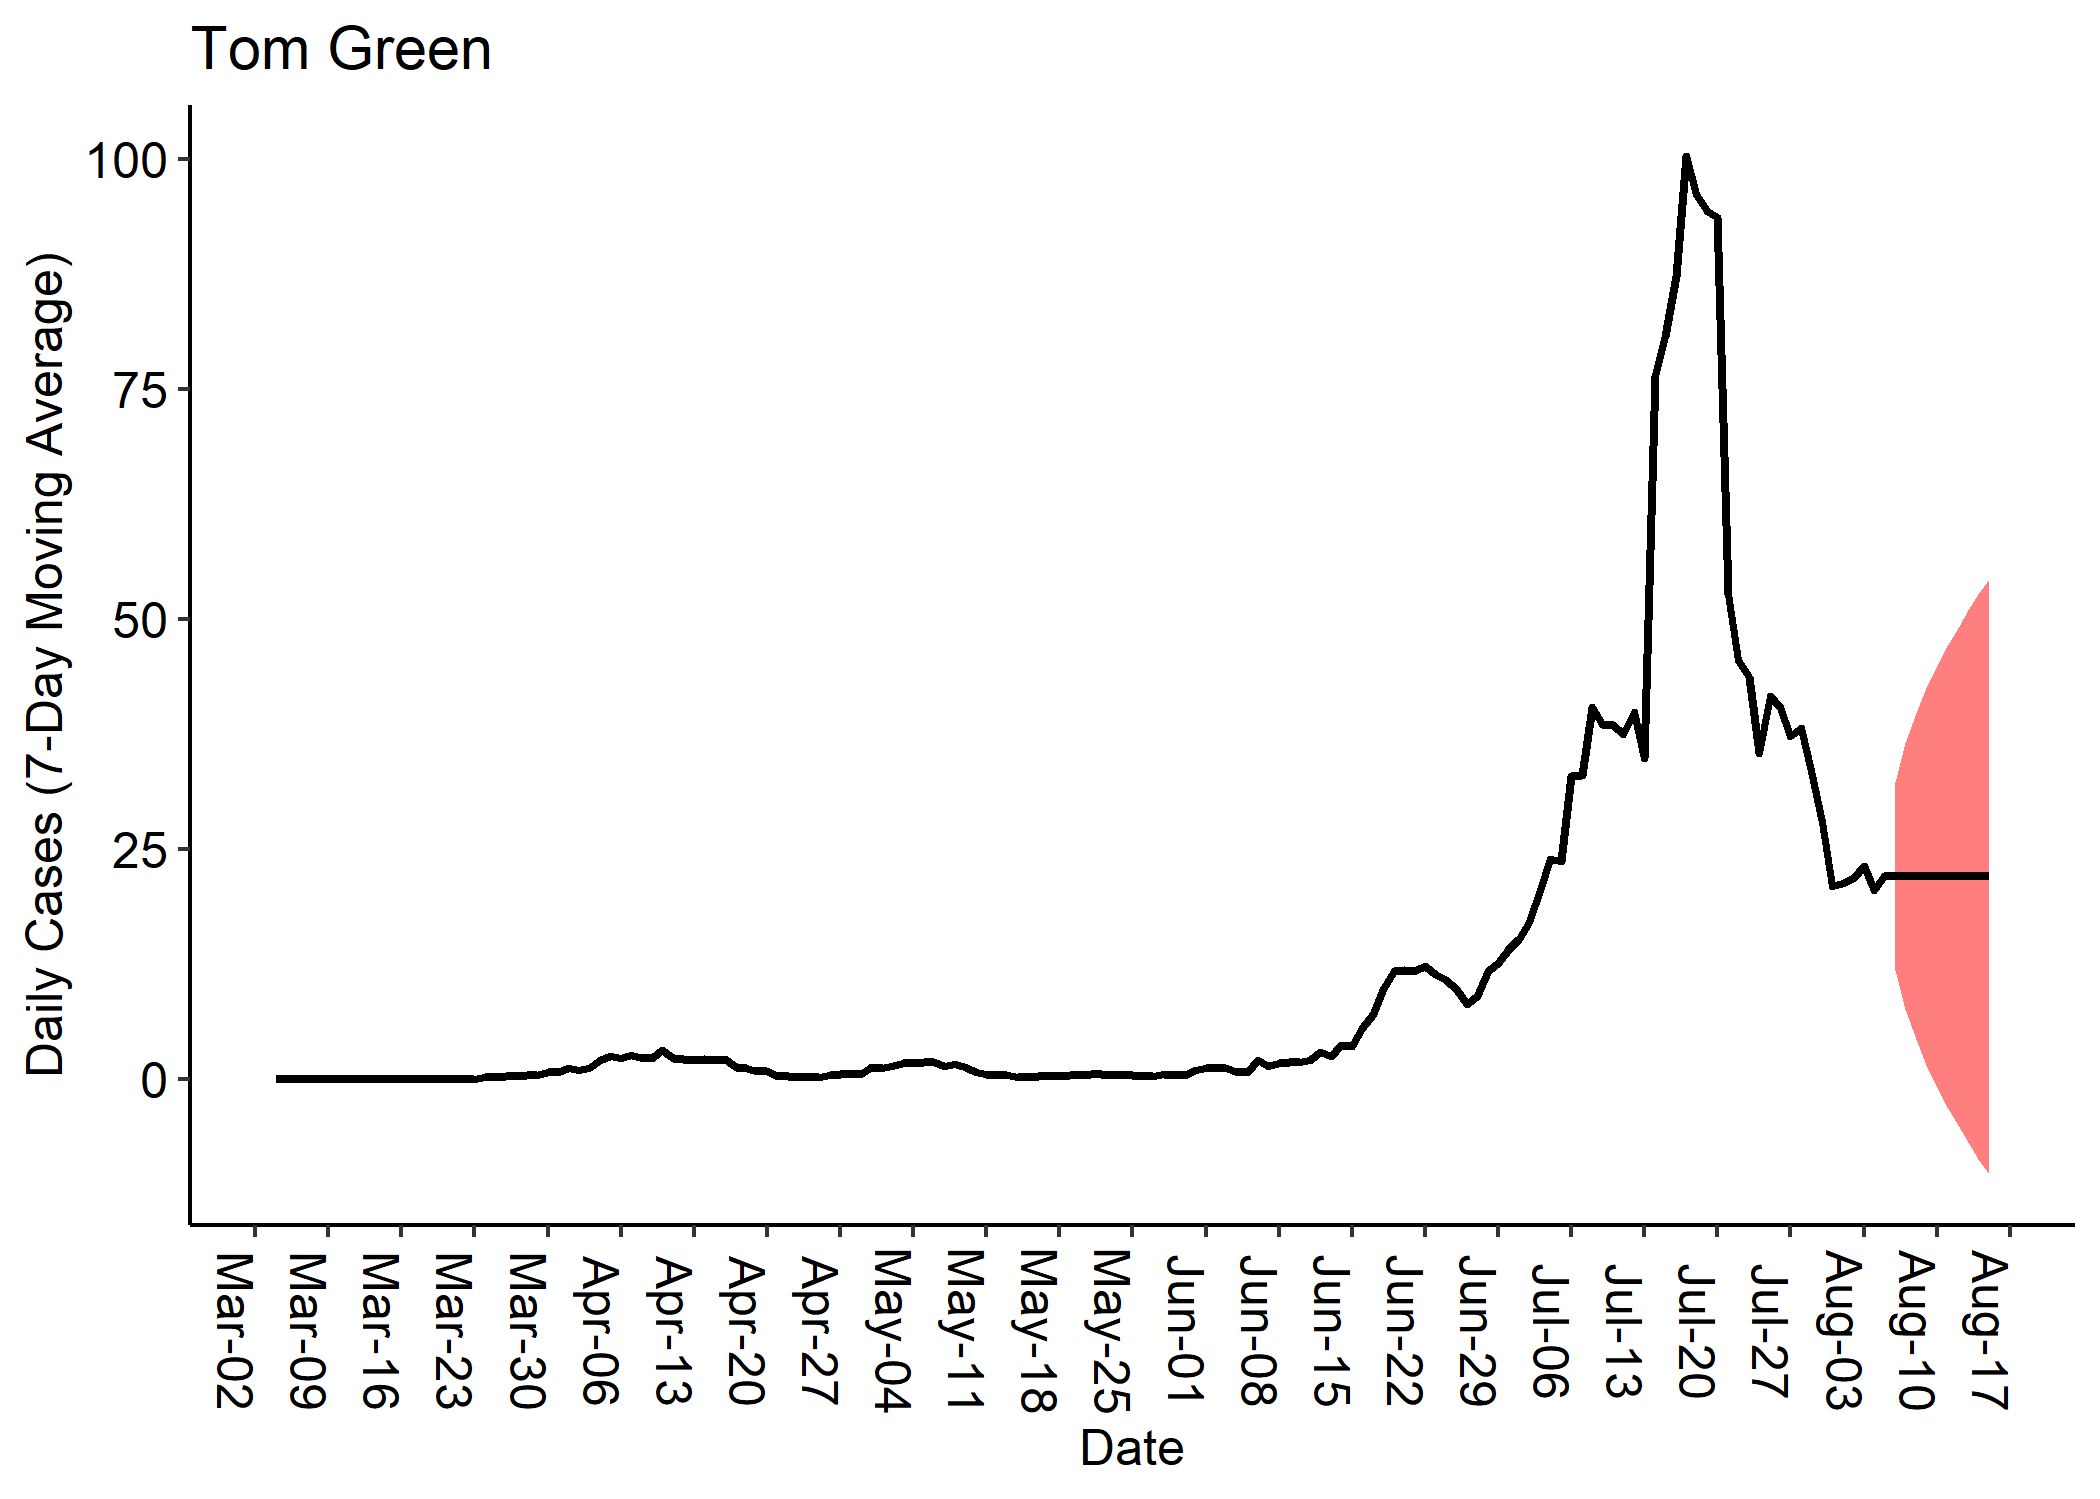 Tom Green
Daily Cases (7-Day Moving Average)
100
75
50
25
0
Mar-02
Mar-09
Mar-16
Mar-23
Mar-30
Apr-06
Apr-13
Apr-20
Apr-27
May-04
May-11
May-18
May-25
Jun-01
Jun-08
Jun-15
Jun-22
Jun-29
Jul-06
Jul-13
Jul-20
Jul-27
Aug-03
Aug-10
Aug-17
Date